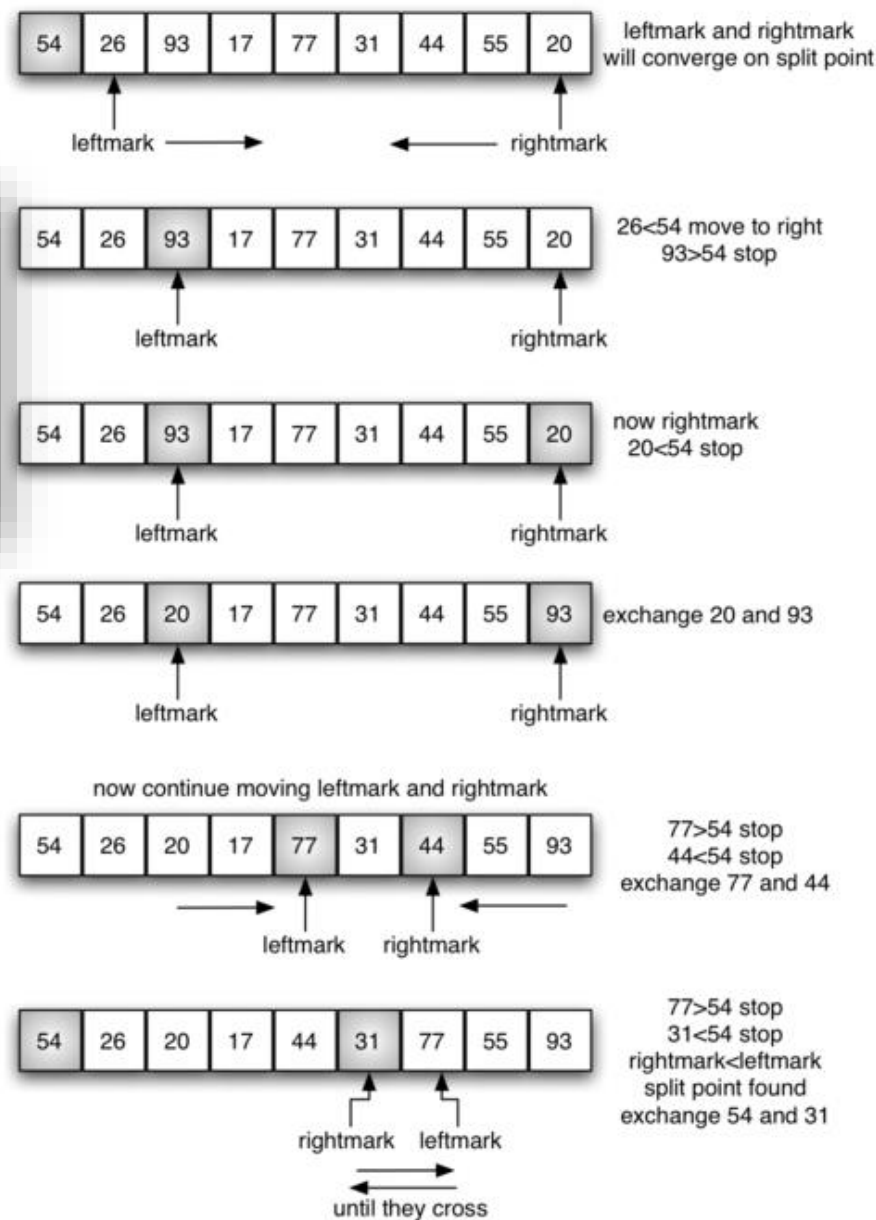 54 26 93 17 77 31 44 55 20
leftmark and rightmark
will converge on split point
leftmark rightmark
54 26 93 17 77 31 44 55 20
26<54 move to right
93>54 stop
leftmark rightmark
54 26 93 17 77 31 44 55 20
now rightmark
20<54 stop
leftmark rightmark
54 26 20 17 77 31 44 55 93
exchange 20 and 93
leftmark rightmark
now continue moving leftmark and rightmark
54 26 20 17 77 31 44 55 93
77>54 stop
44<54 stop
exchange 77 and 44
leftmark rightmark
54 26 20 17 44 31 77 55 93
77>54 stop
31<54 stop
rightmark<leftmark
split point found
exchange 54 and 31
rightmark leftmark
until they cross